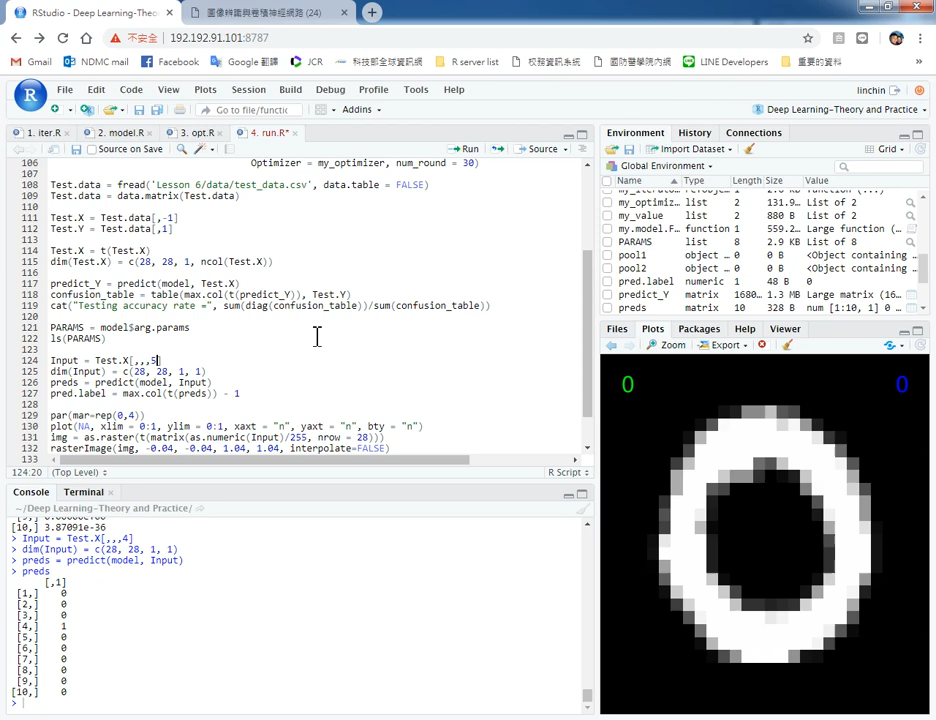 RStudio - Deep Learning-Theo
圖像辨識與卷積神經網路 (24)
不安全 192.192.91.101:8787
Gmail NDMC mail Facebook Google 翻譯 JCR 科技部全球資訊網 R server list 校務資訊系統 國防醫學院內網 LINE Developers 重要的資料 »
File Edit Code View Plots Session Build Debug Profile Tools Help
linchin
Go to file/functic Addins
Deep Learning-Theory and Practice
1. iter.R 2. model.R 3. opt.R 4. run.R*
Source on Save Run Source
106 Optimizer = my_optimizer, num_round = 30)
107
108 Test.data = fread('Lesson 6/data/test_data.csv', data.table = FALSE)
109 Test.data = data.matrix(Test.data)
110
111 Test.X = Test.data[,-1]
112 Test.Y = Test.data[,1]
113
114 Test.X = t(Test.X)
115 dim(Test.X) = c(28, 28, 1, ncol(Test.X))
116
117 predict_Y = predict(model, Test.X)
118 confusion_table = table(max.col(t(predict_Y)), Test.Y)
119 cat("Testing accuracy rate =", sum(diag(confusion_table))/sum(confusion_table))
120
121 PARAMS = model$arg.params
122 ls(PARAMS)
123
124 Input = Test.X[,,,5]
125 dim(Input) = c(28, 28, 1, 1)
126 preds = predict(model, Input)
127 pred.label = max.col(t(preds)) - 1
128
129 par(mar=rep(0,4))
130 plot(NA, xlim = 0:1, ylim = 0:1, xaxt = "n", yaxt = "n", bty = "n")
131 img = as.raster(t(matrix(as.numeric(Input)/255, nrow = 28)))
132 rasterImage(img, -0.04, -0.04, 1.04, 1.04, interpolate=FALSE)
133
124:20 (Top Level) R Script
Console Terminal
~/Deep Learning-Theory and Practice/
[10,] 3.87091e-36
> Input = Test.X[,,,4]
> dim(Input) = c(28, 28, 1, 1)
> preds = predict(model, Input)
> preds
[,1]
[1,] 0
[2,] 0
[3,] 0
[4,] 1
[5,] 0
[6,] 0
[7,] 0
[8,] 0
[9,] 0
[10,] 0
>
Environment History Connections
Import Dataset Grid
Global Environment
Name Type Length Size Value
my_optimiz… list 2 131.9… List of 2
my_value list 2 880 B List of 2
my.model.F… function 1 559.2… Large function (…
PARAMS list 8 2.9 KB List of 8
pool1 object … 0 0 B <Object containing
pool2 object … 0 0 B <Object containing
pred.label numeric 1 48 B 0
predict_Y matrix 1680… 1.3 MB Large matrix (16…
preds matrix 10 328 B num [1:10, 1] 0…
Files Plots Packages Help Viewer
Zoom Export
0 0